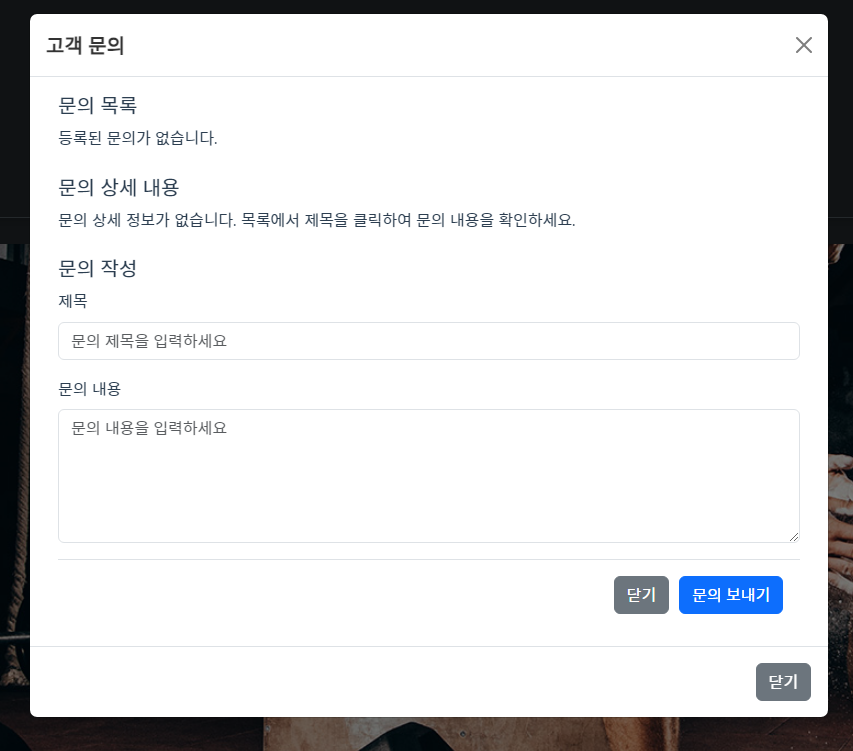 고객 문의
문의 목록
등록된 문의가 없습니다.
문의 상세 내용
문의 상세 정보가 없습니다. 목록에서 제목을 클릭하여 문의 내용을 확인하세요.
문의 작성
제목
문의 제목을 입력하세요
문의 내용
문의 내용을 입력하세요
닫기 문의 보내기
닫기